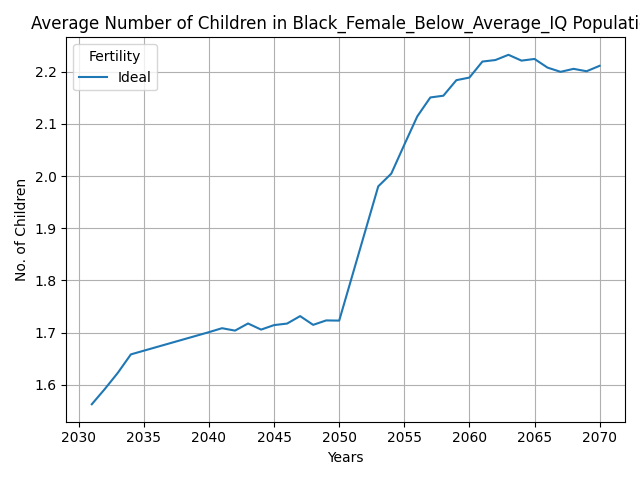 Average Number of Children in Black_Female_Below_Average_IQ Populati
Fertility
Ideal
No. of Children
2.2
2.1
2.0
1.9
1.8
1.7
1.6
2030 2035 2040 2045 2050 2055 2060 2065 2070
Years